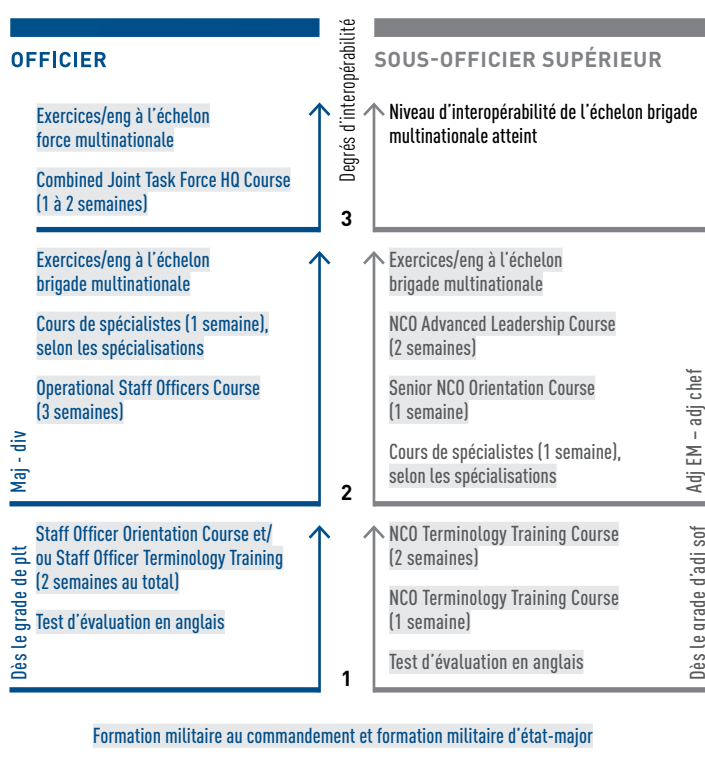 OFFICIER
Exercices/eng à l’échelon
force multinationale
Combined Joint Task Force HQ Course
(1 à 2 semaines)
Exercices/eng à l’échelon
brigade multinationale
Cours de spécialistes (1 semaine),
selon les spécialisations
Operational Staff Officers Course
(3 semaines)
Maj - div
Staff Officer Orientation Course et/
ou Staff Officer Terminology Training
(2 semaines au total)
Test d’évaluation en anglais
Dès le grade de plt
Degrés d’interopérabilité
3
2
1
SOUS-OFFICIER SUPÉRIEUR
Niveau d’interopérabilité de l’échelon brigade
multinationale atteint
Exercices/eng à l’échelon
brigade multinationale
NCO Advanced Leadership Course
(2 semaines)
Senior NCO Orientation Course
(1 semaine)
Cours de spécialistes (1 semaine),
selon les spécialisations
Adj EM – adj chef
NCO Terminology Training Course
(2 semaines)
NCO Terminology Training Course
(1 semaine)
Test d’évaluation en anglais
Dès le grade d’adj sof
Formation militaire au commandement et formation militaire d’état-major